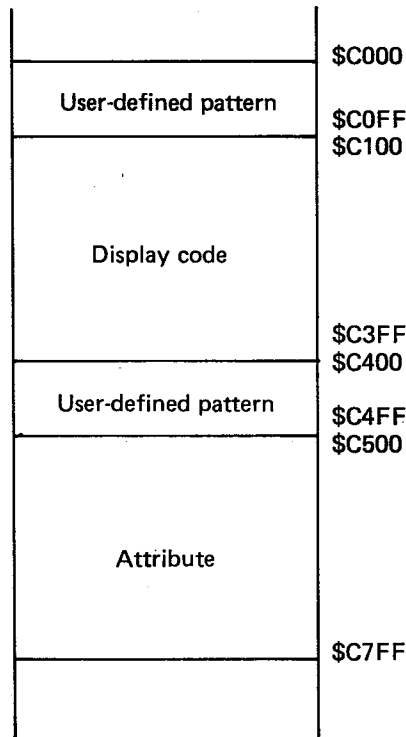 $C000
User-defined pattern
$C0FF
$C100
Display code
$C3FF
$C400
User-defined pattern
$C4FF
$C500
Attribute
$C7FF